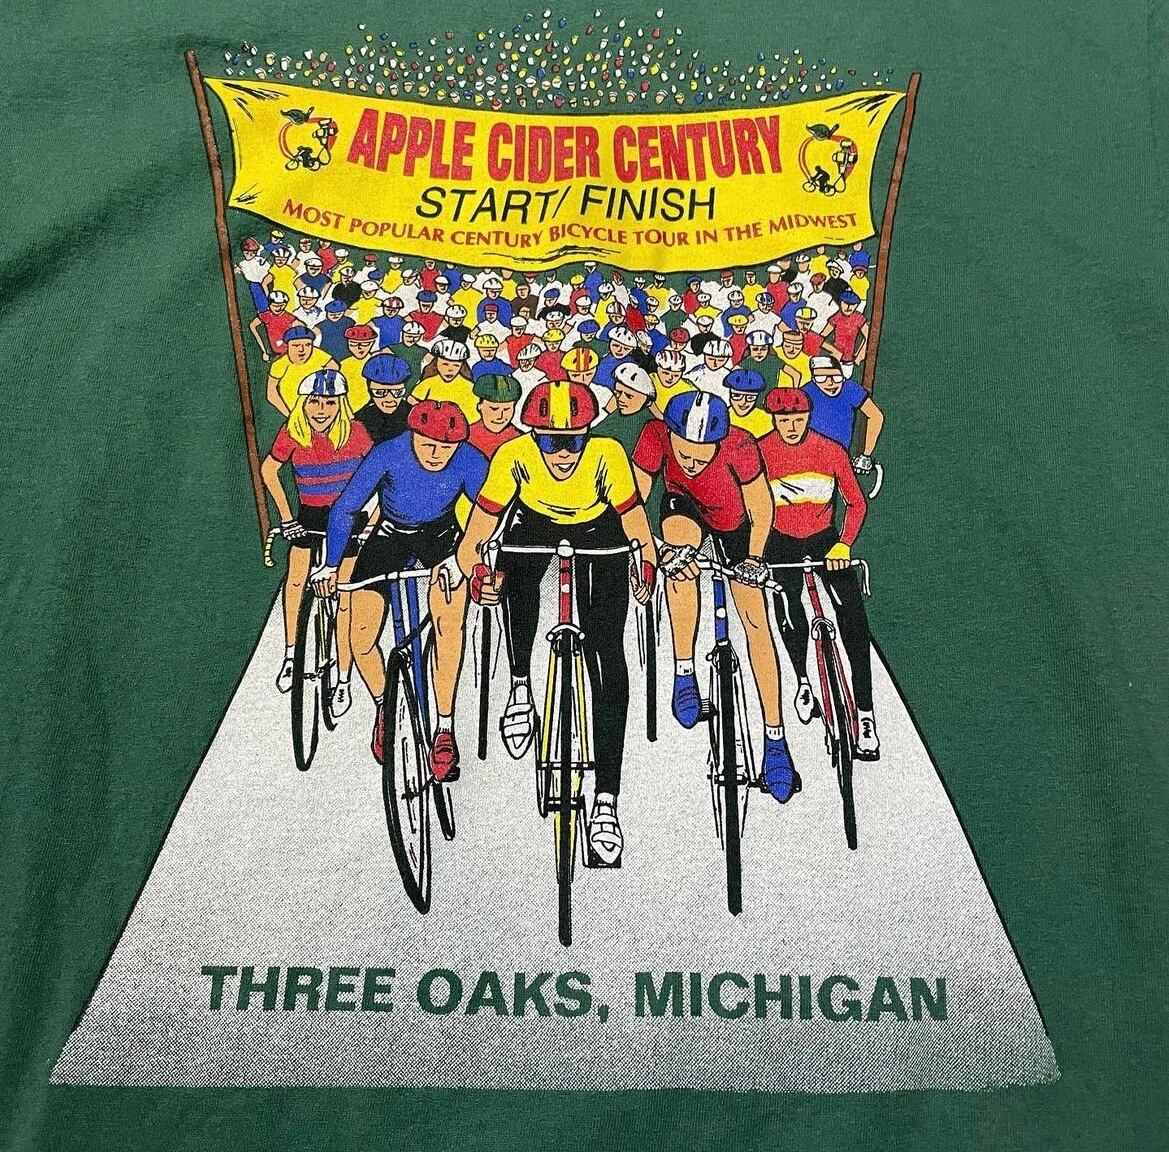 APPLE CIDER CENTURY
START/ FINISH
MOST POPULAR CENTURY BICYCLE TOUR IN THE MIDWEST
THREE OAKS, MICHIGAN